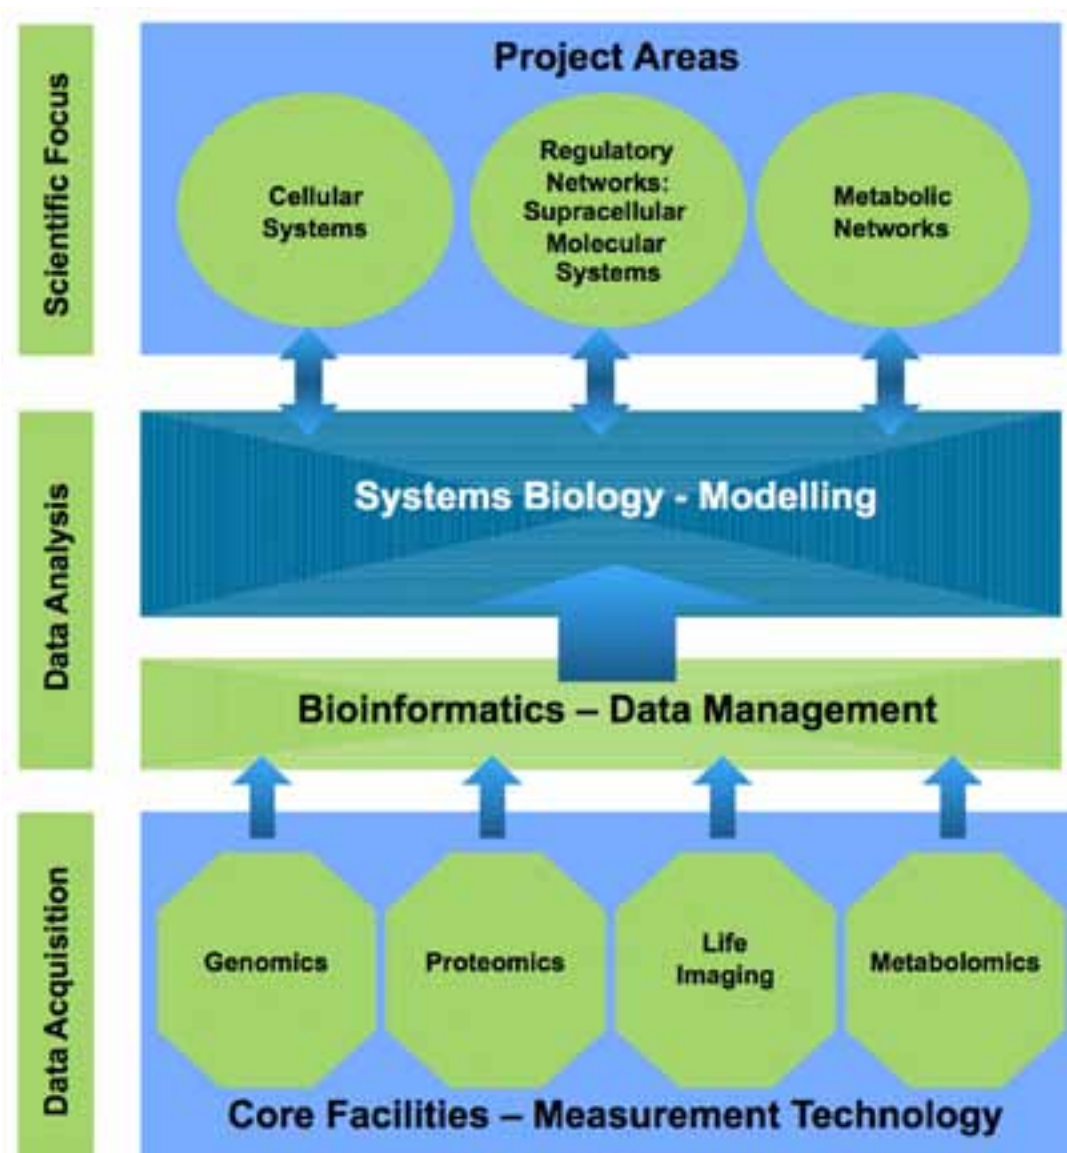 Scientific Focus
Project Areas
Cellular
Systems
Regulatory
Networks:
Supracellular
Molecular
Systems
Metabolic
Networks
Data Analysis
Systems Biology - Modelling
Bioinformatics – Data Management
Data Acquisition
Genomics
Proteomics
Life
Imaging
Metabolomics
Core Facilities – Measurement Technology